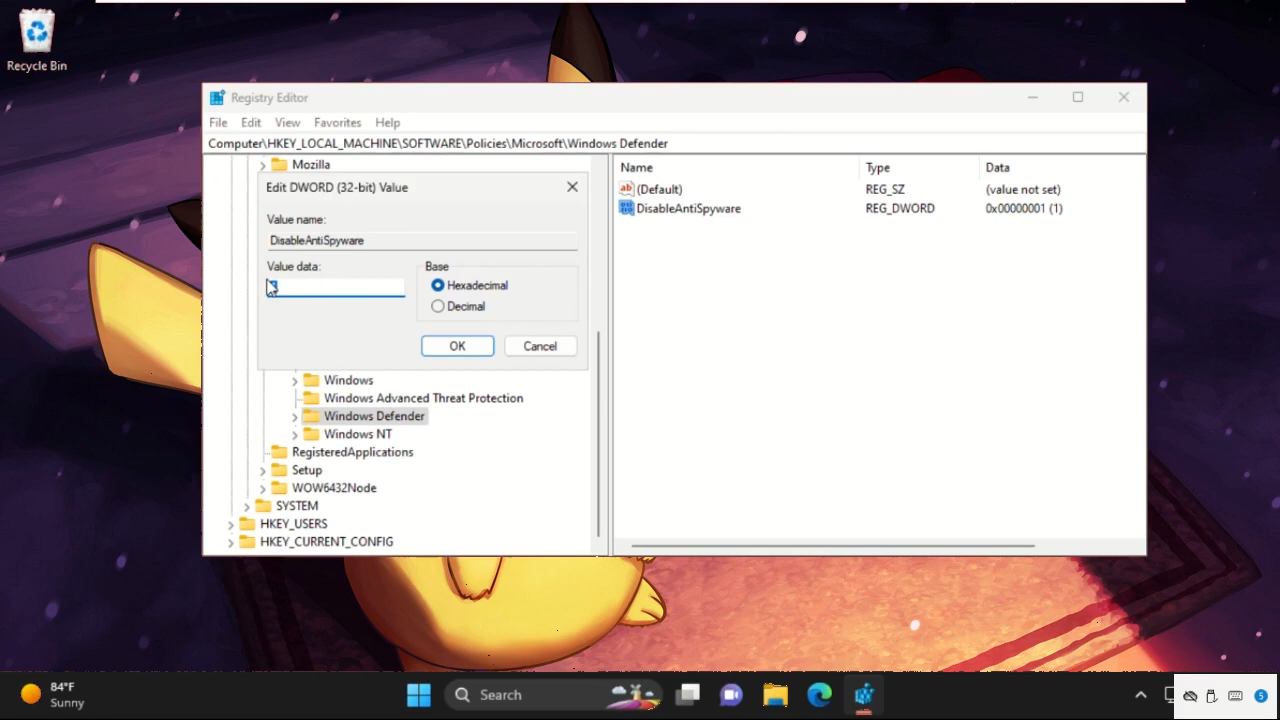 Recycle Bin
Registry Editor
File Edit View Favorites Help
Computer\HKEY_LOCAL_MACHINE\SOFTWARE\Policies\Microsoft\Windows Defender
Mozilla
Edit DWORD (32-bit) Value
Value name:
DisableAntiSpyware
Value data:
Base
Hexadecimal
Decimal
OK Cancel
Windows
Windows Advanced Threat Protection
Windows Defender
Windows NT
RegisteredApplications
Setup
WOW6432Node
SYSTEM
HKEY_USERS
HKEY_CURRENT_CONFIG
Name Type Data
ab (Default) REG_SZ (value not set)
DisableAntiSpyware REG_DWORD 0x00000001 (1)
84°F
Sunny
Search
5